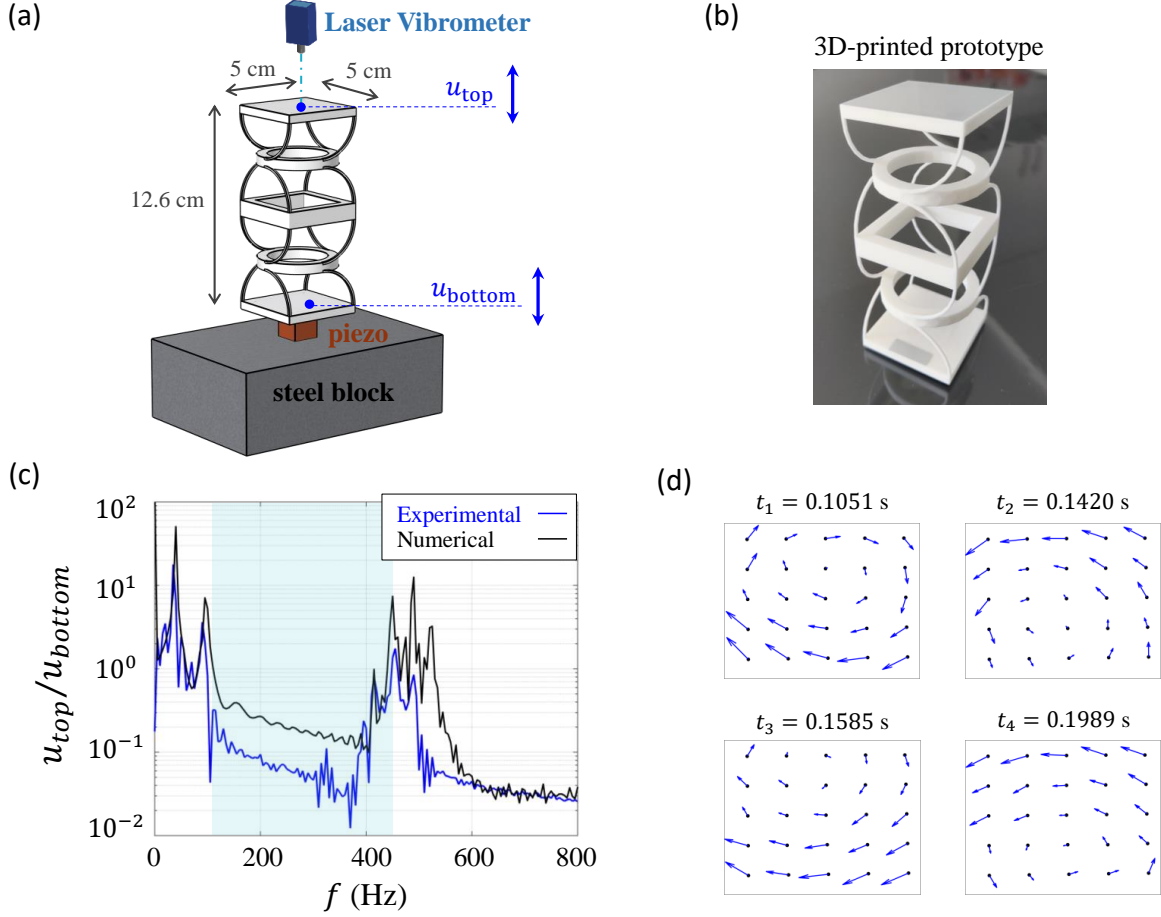 (a)
Laser Vibrometer
5 cm
5 cm
u_top
12.6 cm
u_bottom
piezo
steel block
(b)
3D-printed prototype
(c)
10^2
10^1
10^0
10^-1
10^-2
u_top/u_bottom
Experimental
Numerical
0
200
400
600
800
f (Hz)
(d)
t_1 = 0.1051 s
t_2 = 0.1420 s
t_3 = 0.1585 s
t_4 = 0.1989 s